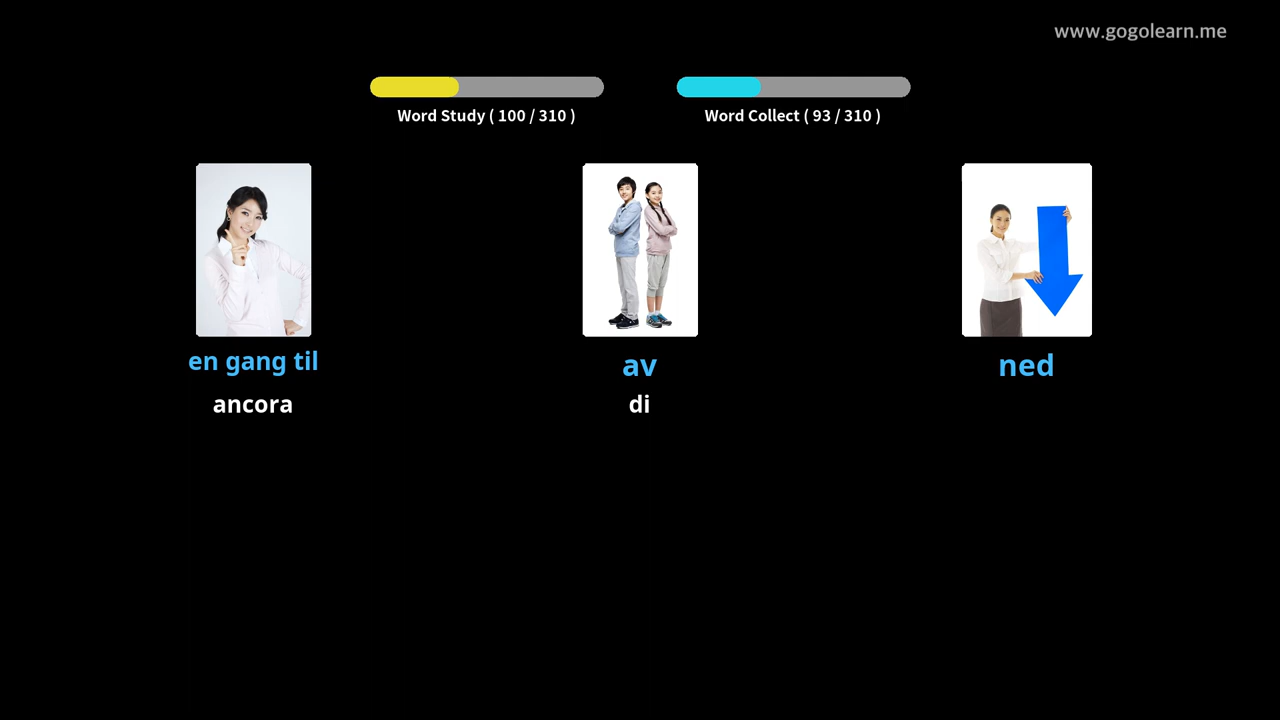 www.gogolearn.me
Word Study ( 100 / 310 )
Word Collect ( 93 / 310 )
en gang til
av
ned
ancora
di